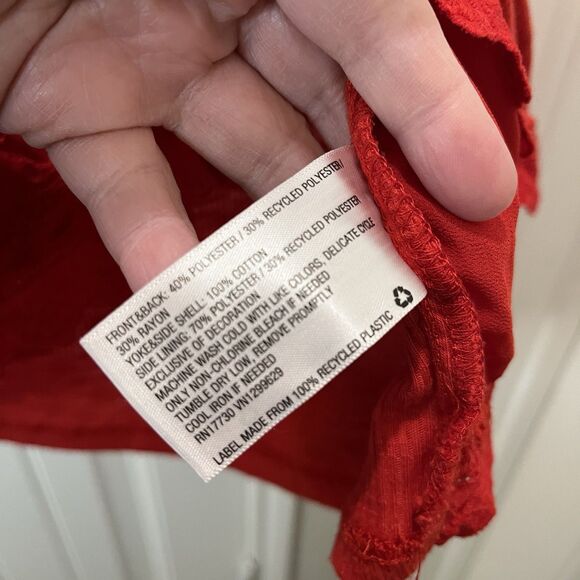 FRONT&BACK: 40% POLYESTER / 30% RECYCLED POLYESTER/
30% RAYON
YOKE&SIDE SHELL: 100% COTTON
SIDE LINING: 70% POLYESTER / 30% RECYCLED POLYESTER
EXCLUSIVE OF DECORATION
MACHINE WASH COLD WITH LIKE COLORS, DELICATE CYCLE
ONLY NON-CHLORINE BLEACH IF NEEDED
TUMBLE DRY LOW, REMOVE PROMPTLY
COOL IRON IF NEEDED
RN17730 VN1299629
LABEL MADE FROM 100% RECYCLED PLASTIC